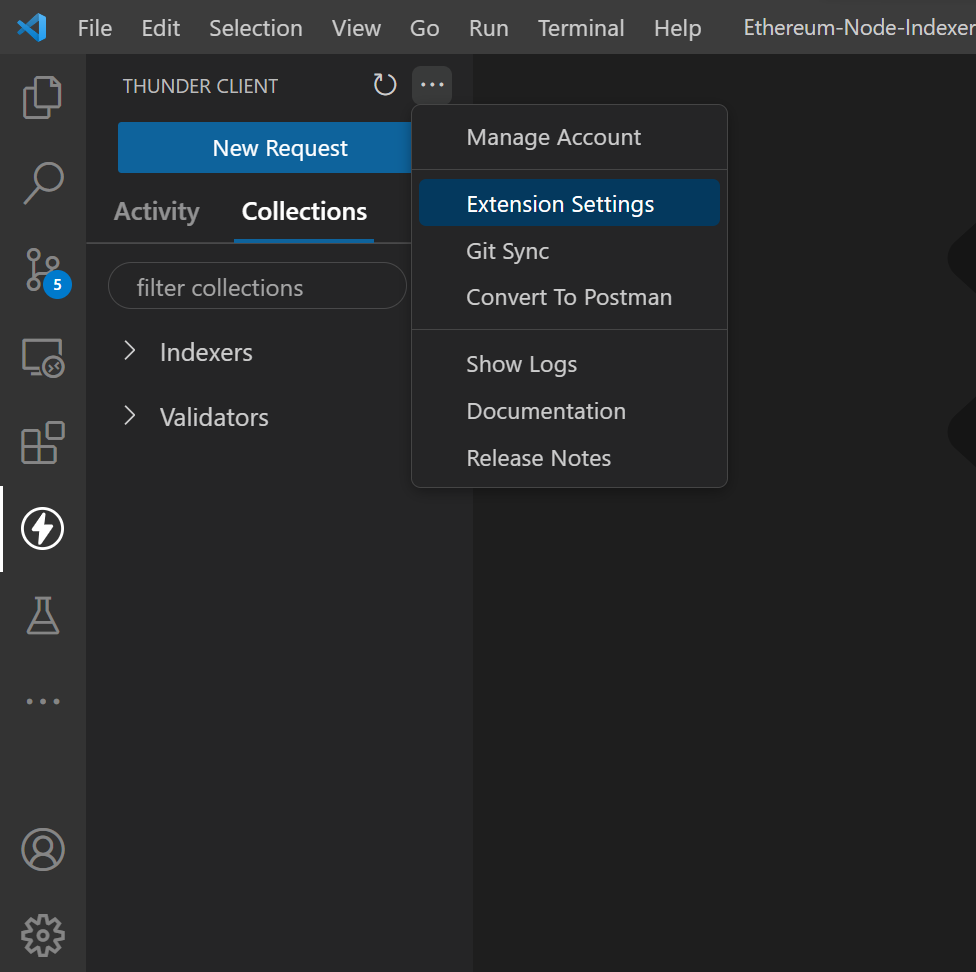 File Edit Selection View Go Run Terminal Help Ethereum-Node-Indexer
THUNDER CLIENT
New Request
Activity Collections
filter collections
Indexers
Validators
5
Manage Account
Extension Settings
Git Sync
Convert To Postman
Show Logs
Documentation
Release Notes